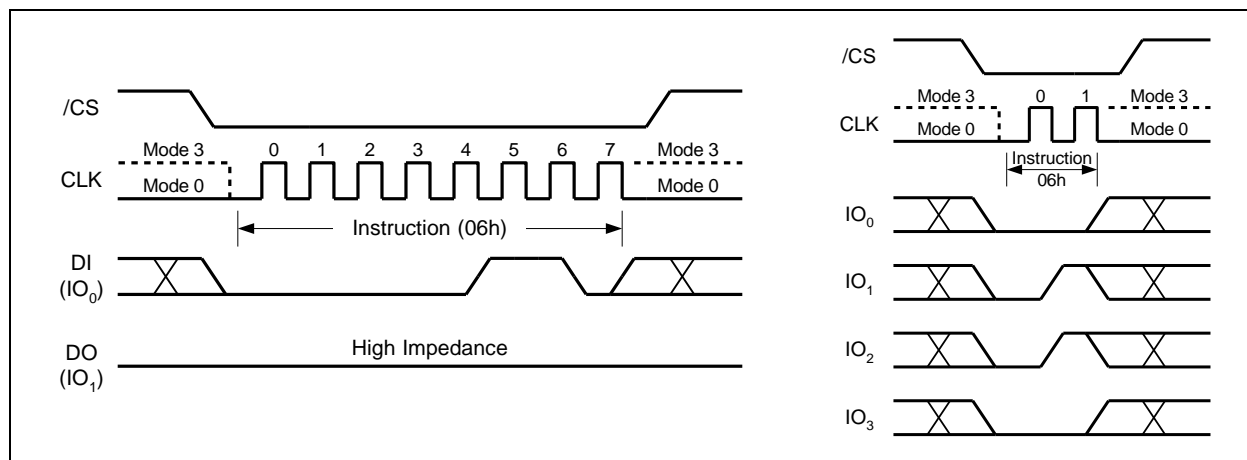 /CS
Mode 3 0 1 2 3 4 5 6 7 Mode 3
CLK Mode 0 Mode 0
Instruction (06h)
DI
(IO0)
High Impedance
DO
(IO1)
/CS
Mode 3 0 1 Mode 3
CLK Mode 0 Mode 0
Instruction
06h
IO0
IO1
IO2
IO3